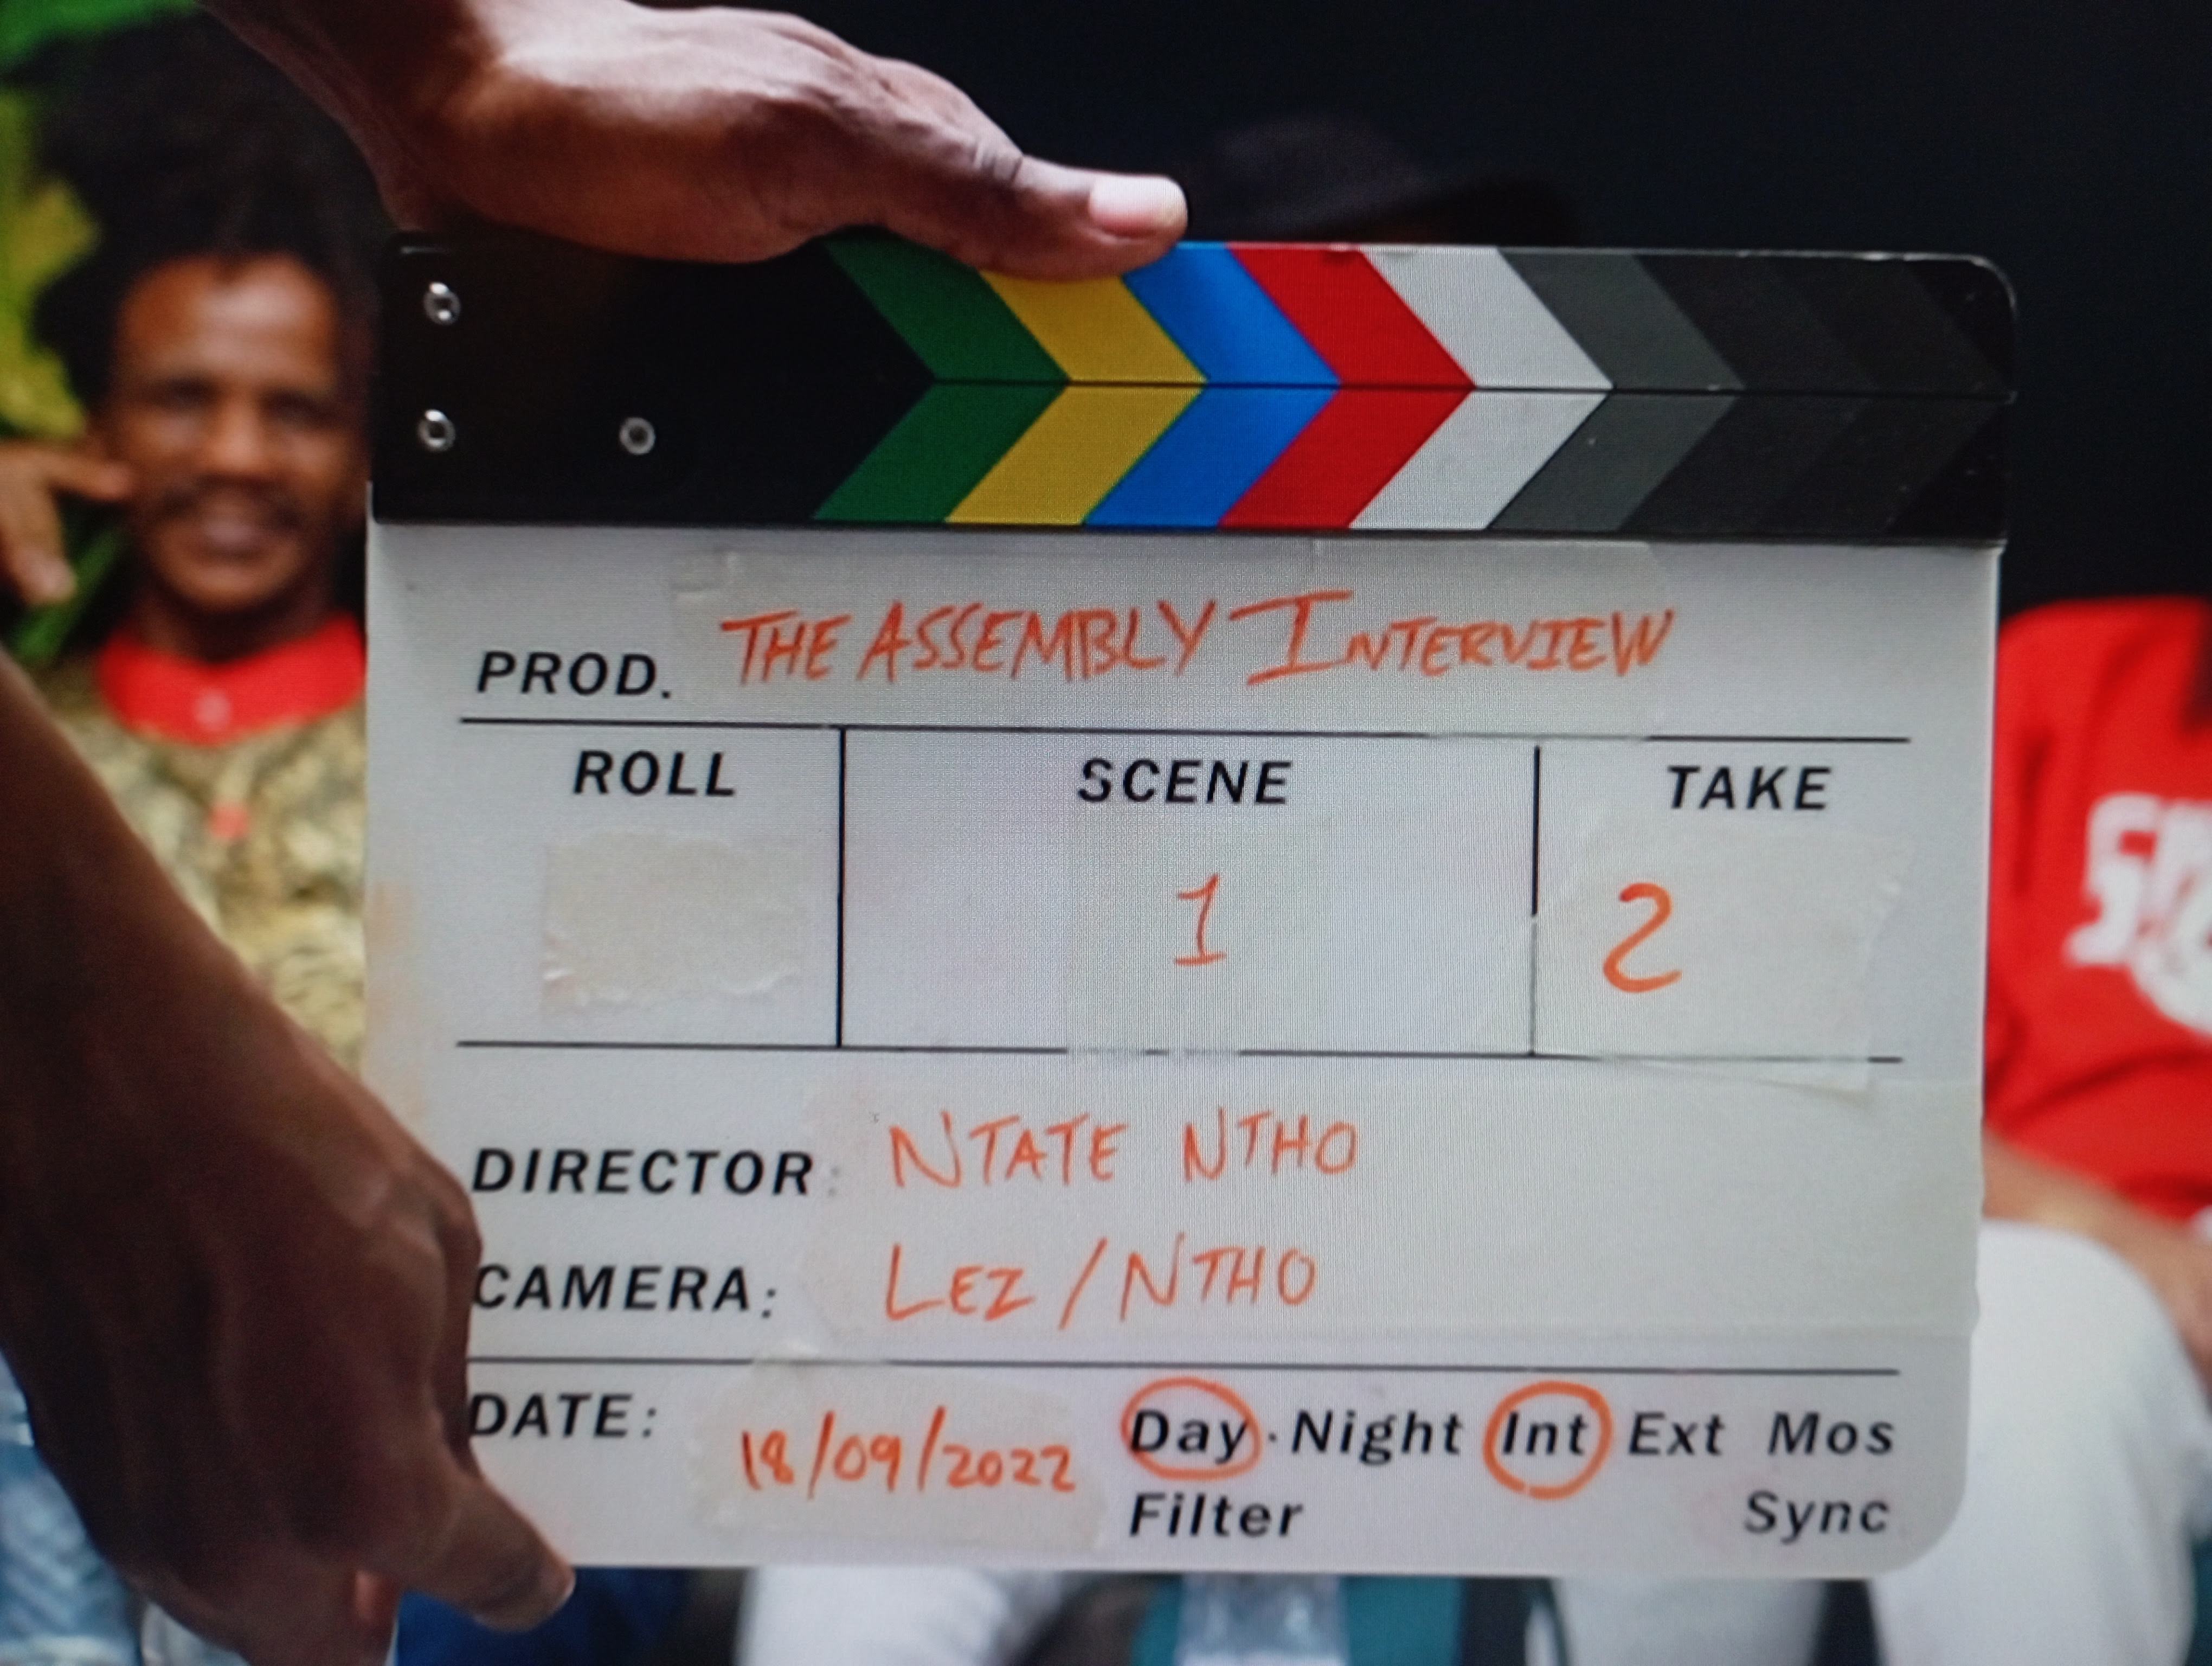 PROD. THE ASSEMBLY INTERVIEW
ROLL SCENE TAKE
1 2
DIRECTOR: NTATE NTHO
CAMERA: LEZ/NTHO
DATE: 18/09/2022 Day·Night Int Ext Mos
Filter Sync